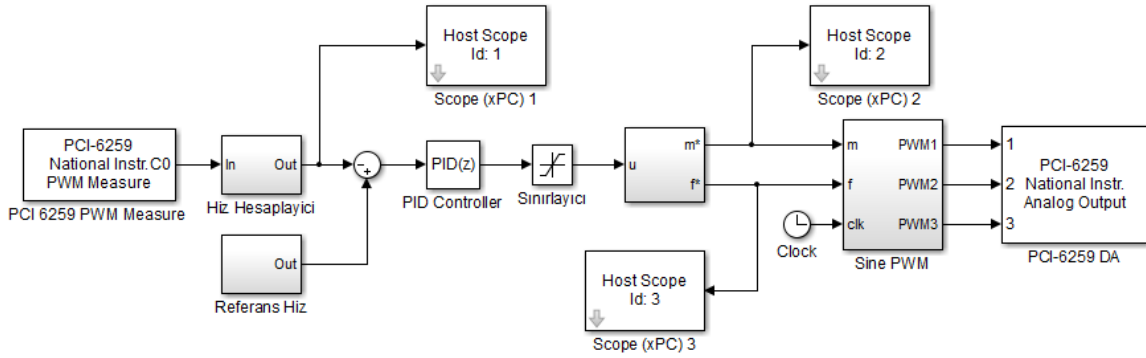 Host Scope
Id: 1
Scope (xPC) 1
Host Scope
Id: 2
Scope (xPC) 2
PCI-6259
National Instr.C0
PWM Measure
PCI 6259 PWM Measure
In
Out
Hiz Hesaplayici
-
+
PID(z)
PID Controller
Sınırlayıcı
u
m*
f*
m
f
clk
PWM1
PWM2
PWM3
Sine PWM
Clock
1
2
3
PCI-6259
National Instr.
Analog Output
PCI-6259 DA
Out
Referans Hiz
Host Scope
Id: 3
Scope (xPC) 3